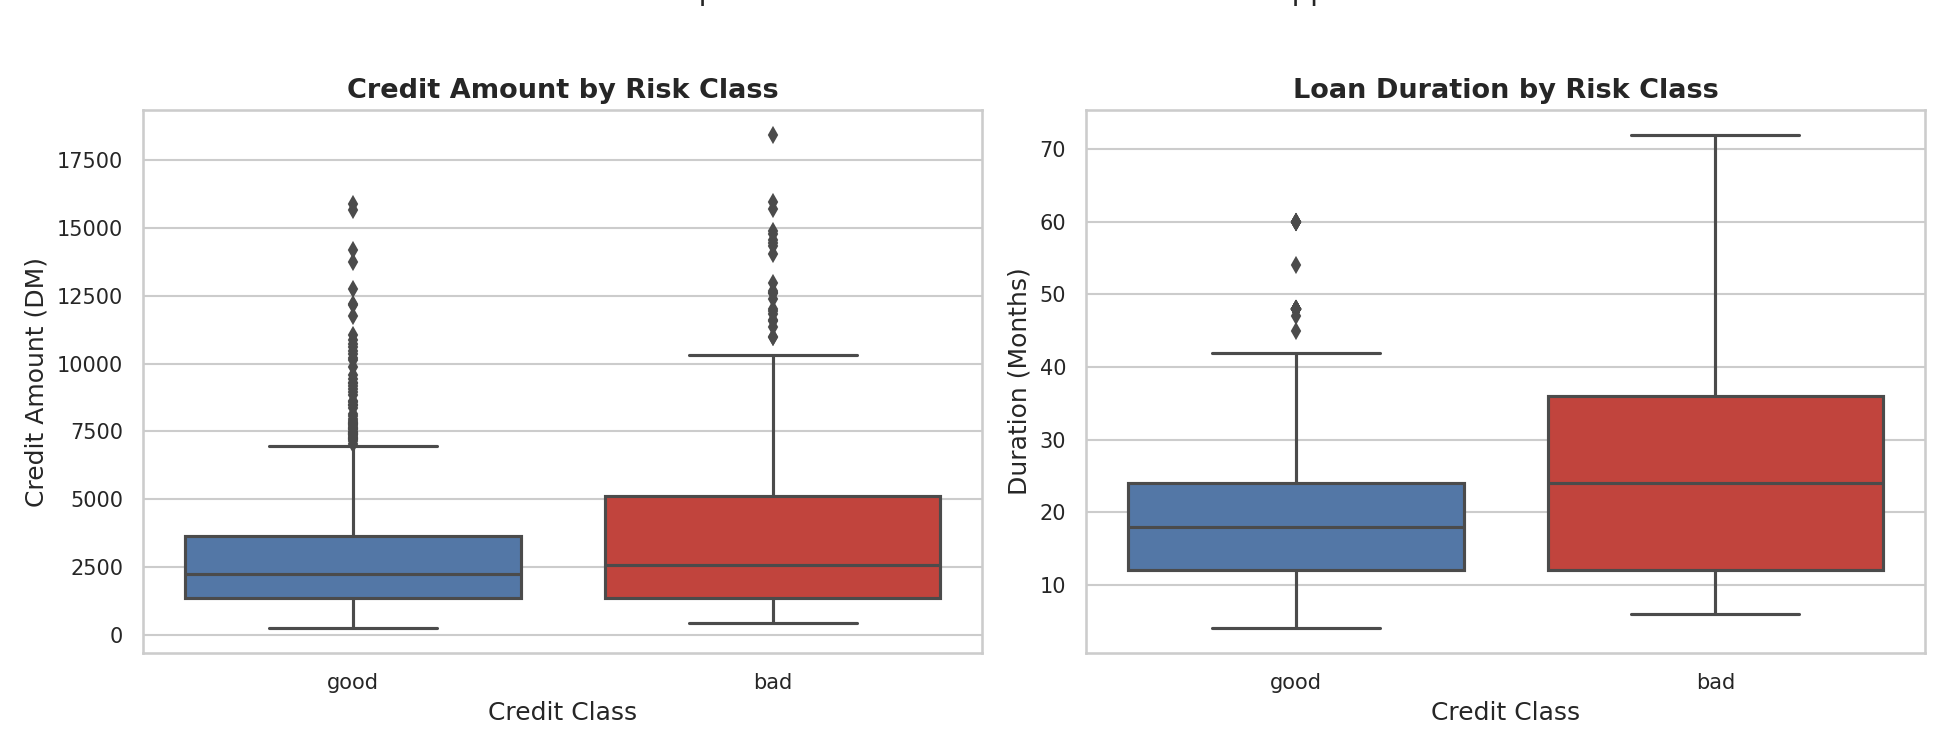 Credit Amount by Risk Class
Credit Amount (DM)
17500
15000
12500
10000
7500
5000
2500
0
good
bad
Credit Class
Loan Duration by Risk Class
Duration (Months)
70
60
50
40
30
20
10
good
bad
Credit Class